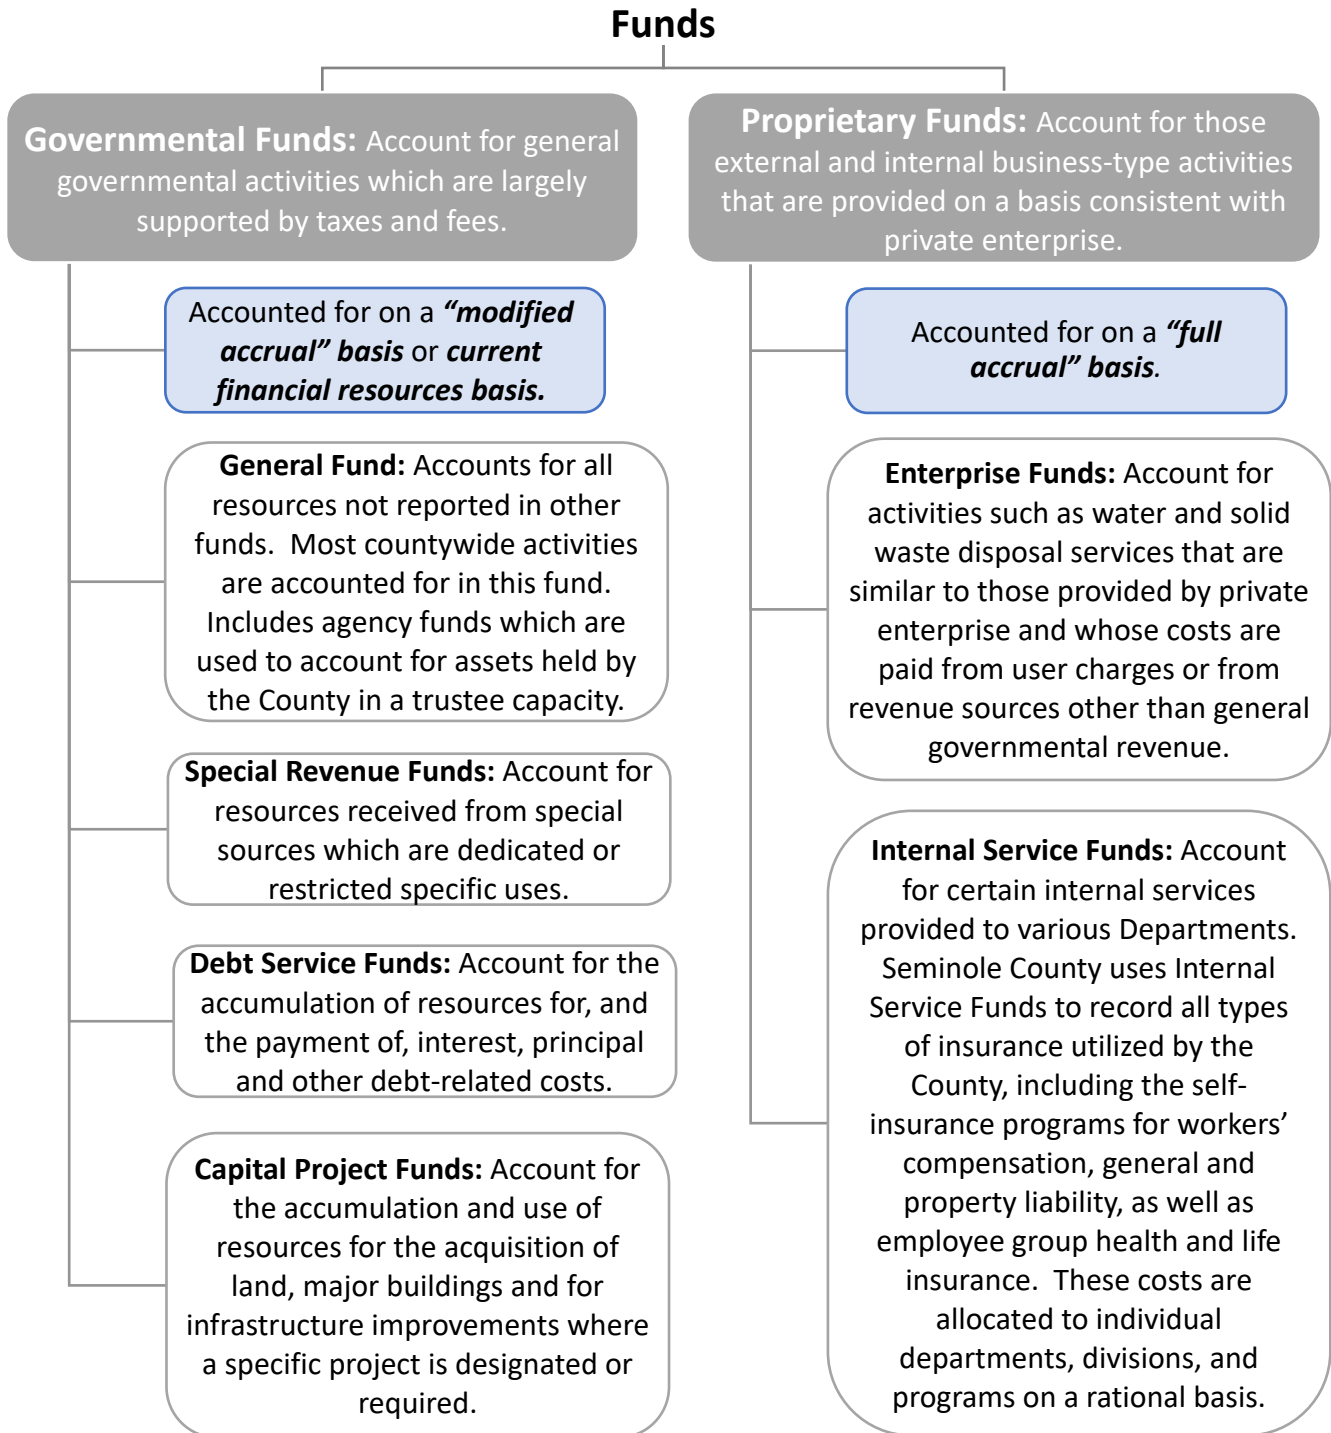 Funds
Governmental Funds: Account for general
governmental activities which are largely
supported by taxes and fees.
Accounted for on a “modified
accrual” basis or current
financial resources basis.
General Fund: Accounts for all
resources not reported in other
funds.  Most countywide activities
are accounted for in this fund.
Includes agency funds which are
used to account for assets held by
the County in a trustee capacity.
Special Revenue Funds: Account for
resources received from special
sources which are dedicated or
restricted specific uses.
Debt Service Funds: Account for the
accumulation of resources for, and
the payment of, interest, principal
and other debt-related costs.
Capital Project Funds: Account for
the accumulation and use of
resources for the acquisition of
land, major buildings and for
infrastructure improvements where
a specific project is designated or
required.
Proprietary Funds: Account for those
external and internal business-type activities
that are provided on a basis consistent with
private enterprise.
Accounted for on a “full
accrual” basis.
Enterprise Funds: Account for
activities such as water and solid
waste disposal services that are
similar to those provided by private
enterprise and whose costs are
paid from user charges or from
revenue sources other than general
governmental revenue.
Internal Service Funds: Account
for certain internal services
provided to various Departments.
Seminole County uses Internal
Service Funds to record all types
of insurance utilized by the
County, including the self-
insurance programs for workers’
compensation, general and
property liability, as well as
employee group health and life
insurance.  These costs are
allocated to individual
departments, divisions, and
programs on a rational basis.